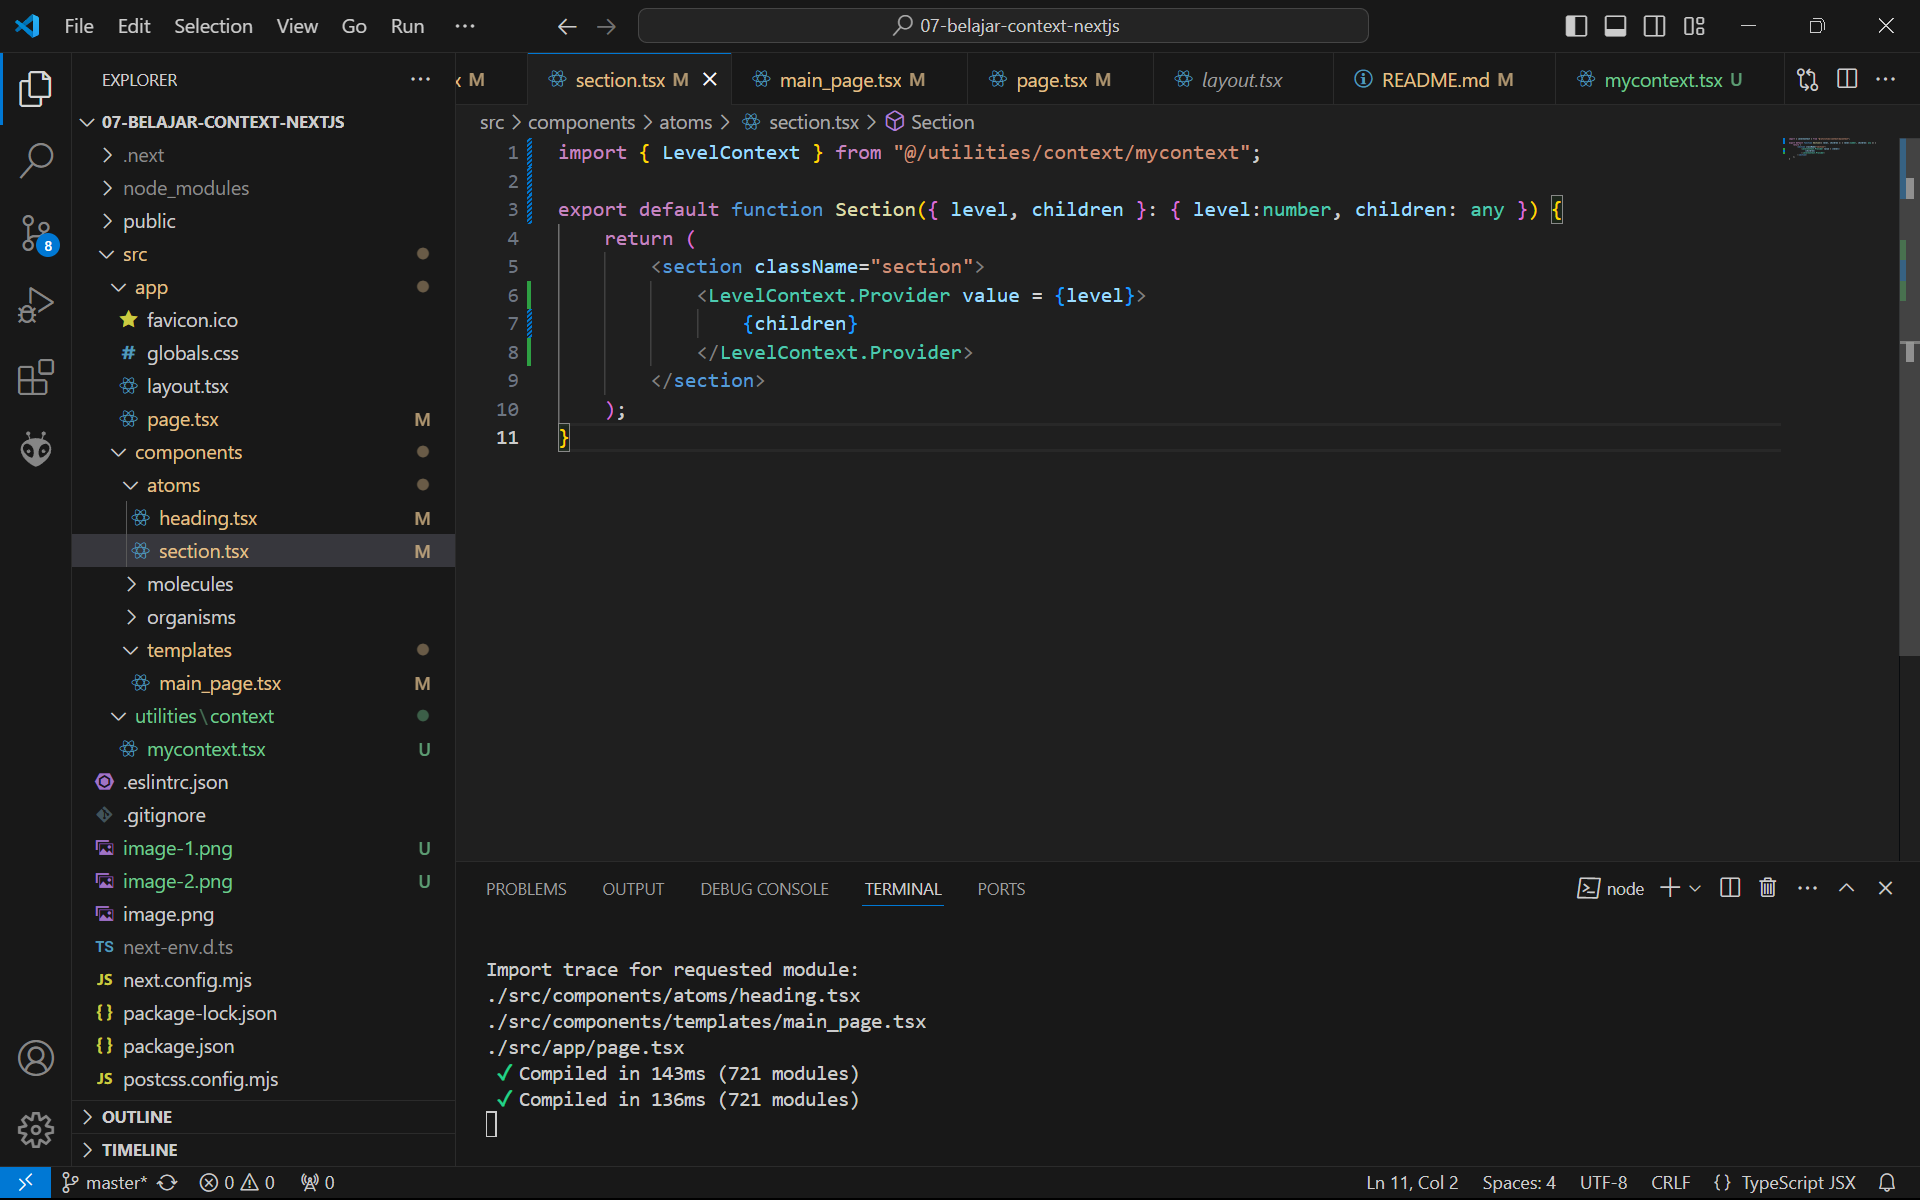 File Edit Selection View Go Run ··· 07-belajar-context-nextjs
EXPLORER ···
07-BELAJAR-CONTEXT-NEXTJS
.next
node_modules
public
src
app
favicon.ico
# globals.css
layout.tsx
page.tsx M
components
atoms
heading.tsx M
section.tsx M
molecules
organisms
templates
main_page.tsx M
utilities\context
mycontext.tsx U
.eslintrc.json
.gitignore
image-1.png U
image-2.png U
image.png
TS next-env.d.ts
JS next.config.mjs
{} package-lock.json
{} package.json
JS postcss.config.mjs
OUTLINE
TIMELINE
8
M section.tsx M main_page.tsx M page.tsx M layout.tsx README.md M mycontext.tsx U
src > components > atoms > section.tsx > Section
1 import { LevelContext } from "@/utilities/context/mycontext";
2
3 export default function Section({ level, children }: { level:number, children: any }) {
4 return (
5 <section className="section">
6 <LevelContext.Provider value = {level}>
7 {children}
8 </LevelContext.Provider>
9 </section>
10 );
11 }
PROBLEMS OUTPUT DEBUG CONSOLE TERMINAL PORTS node
Import trace for requested module:
./src/components/atoms/heading.tsx
./src/components/templates/main_page.tsx
./src/app/page.tsx
✓ Compiled in 143ms (721 modules)
✓ Compiled in 136ms (721 modules)
master* 0 0 0 Ln 11, Col 2 Spaces: 4 UTF-8 CRLF {} TypeScript JSX